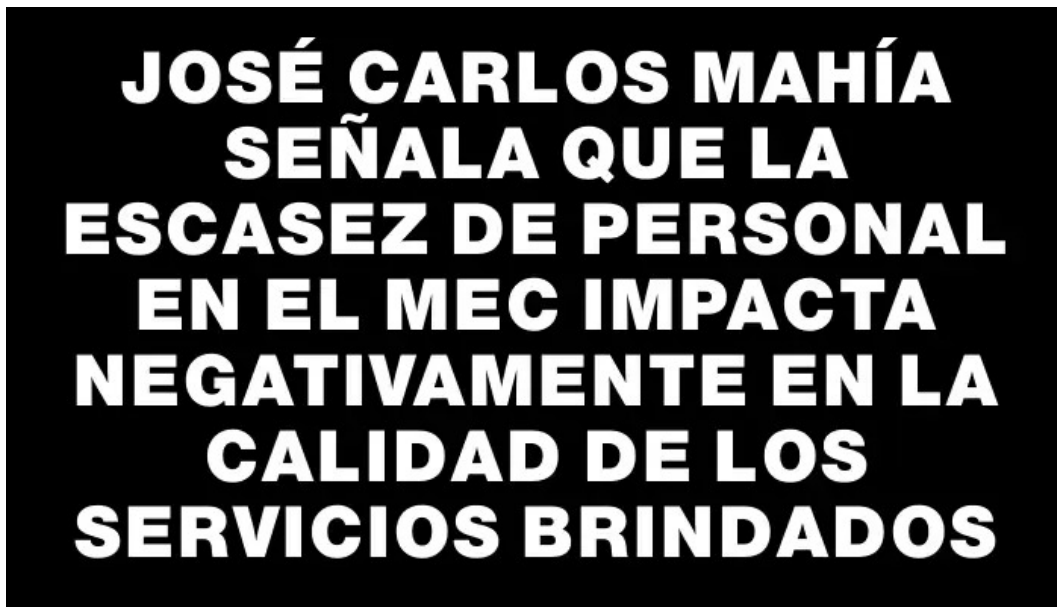 JOSÉ CARLOS MAHÍA
SEÑALA QUE LA
ESCASEZ DE PERSONAL
EN EL MEC IMPACTA
NEGATIVAMENTE EN LA
CALIDAD DE LOS
SERVICIOS BRINDADOS